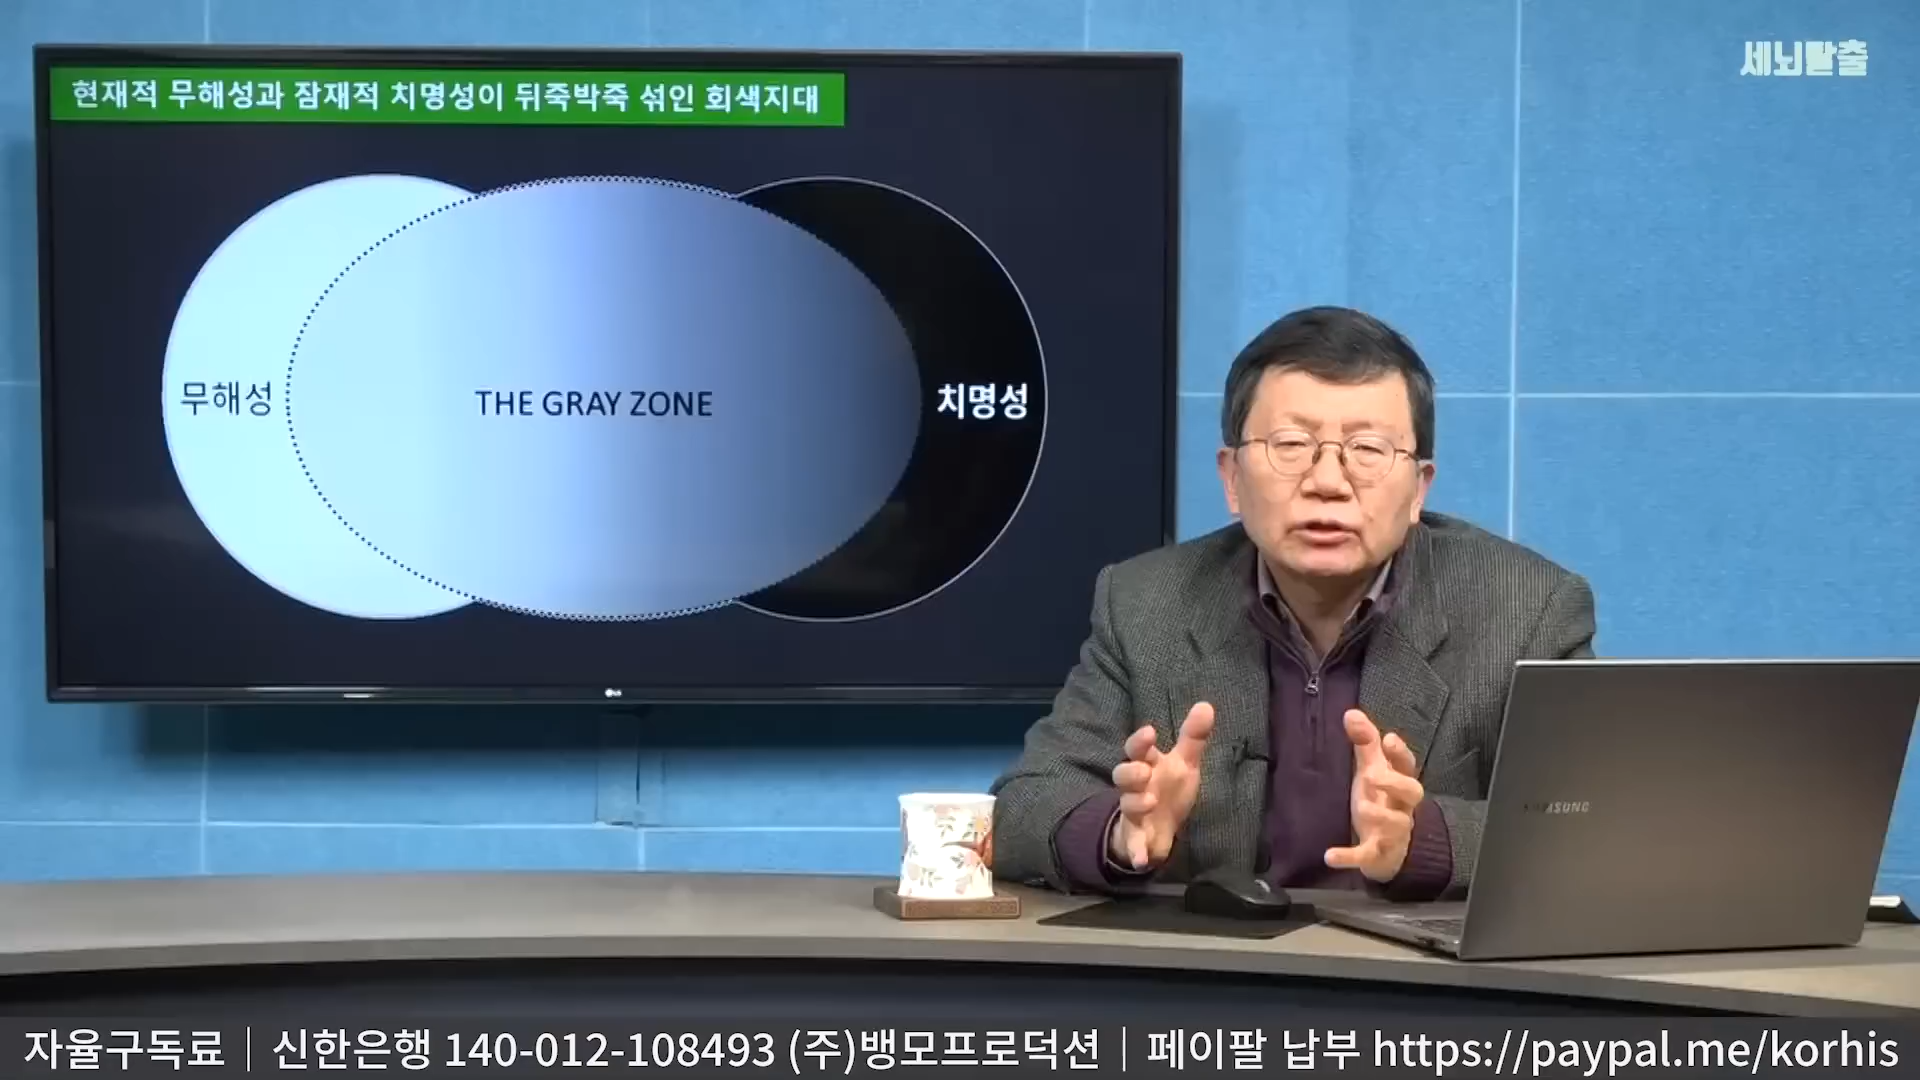 현재적 무해성과 잠재적 치명성이 뒤죽박죽 섞인 회색지대
세뇌탈출
무해성
THE GRAY ZONE
치명성
LG
SAMSUNG
자율구독료│신한은행 140-012-108493 (주)뱅모프로덕션│페이팔 납부 https://paypal.me/korhis